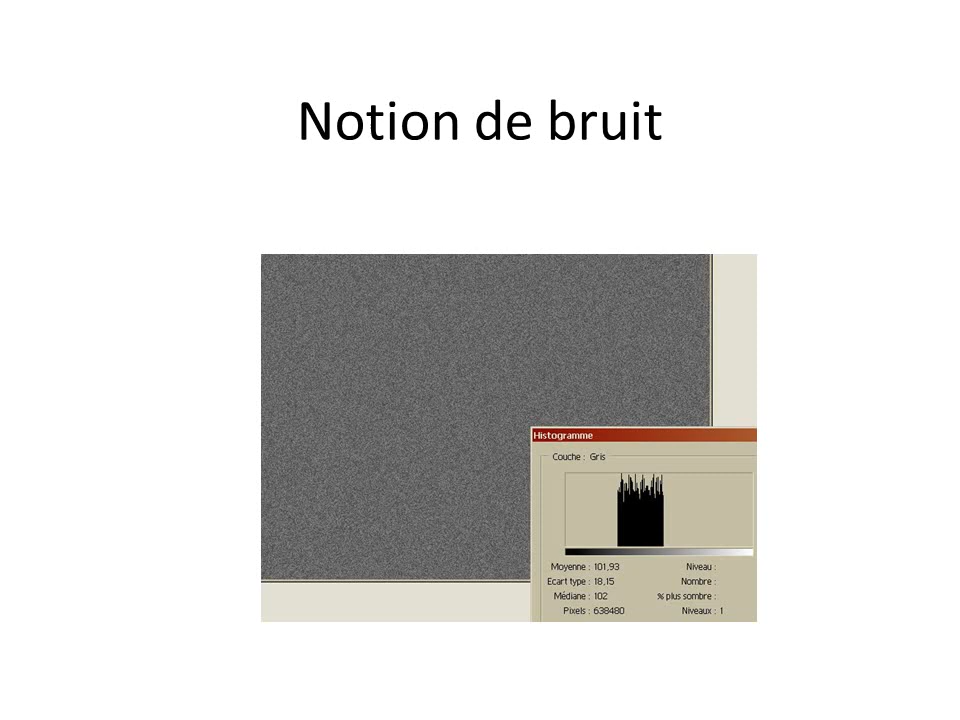 Notion de bruit
Histogramme
Couche : Gris
Moyenne : 101,93 Niveau :
Ecart type : 18,15 Nombre :
Médiane : 102 % plus sombre :
Pixels : 638480 Niveaux : 1